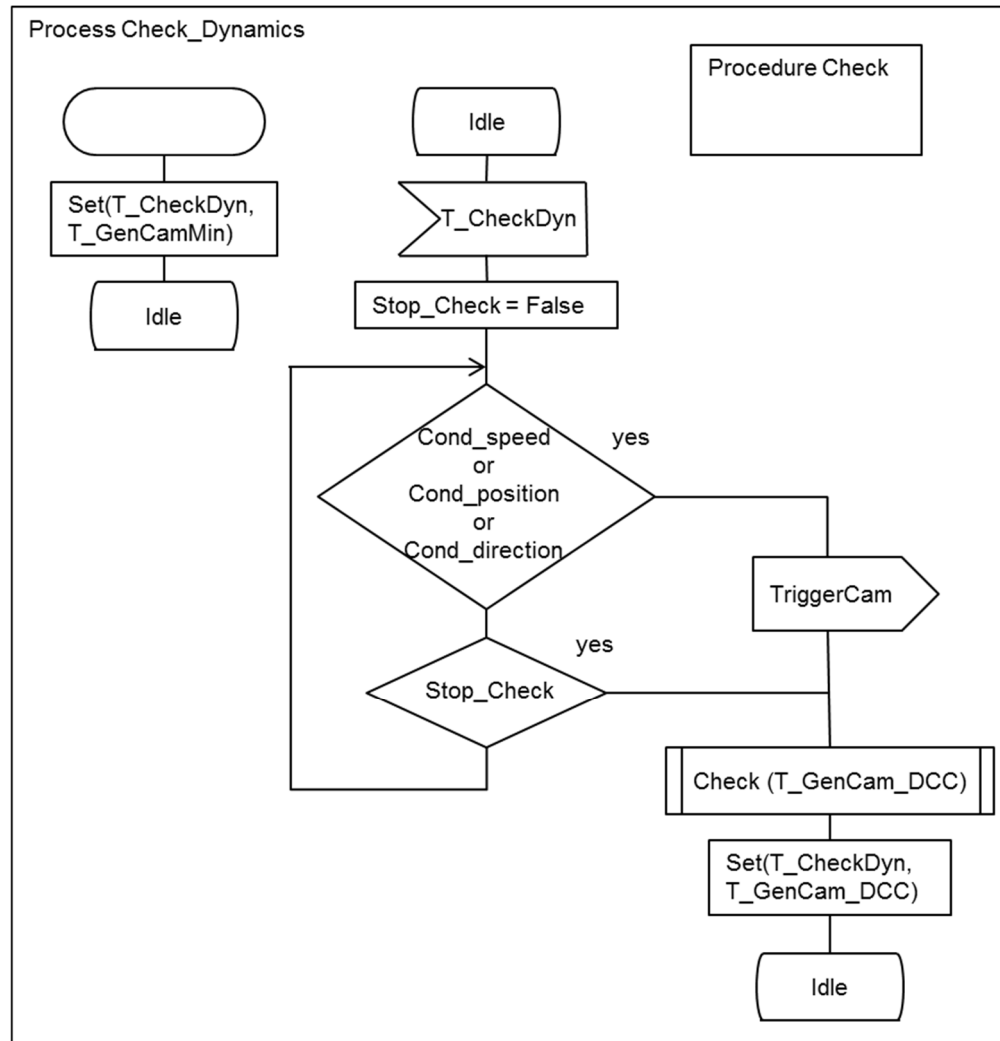 Process Check_Dynamics
Procedure Check
Set(T_CheckDyn,
T_GenCamMin)
Idle
Idle
T_CheckDyn
Stop_Check = False
Cond_speed
or
Cond_position
or
Cond_direction
yes
TriggerCam
Stop_Check
yes
Check (T_GenCam_DCC)
Set(T_CheckDyn,
T_GenCam_DCC)
Idle